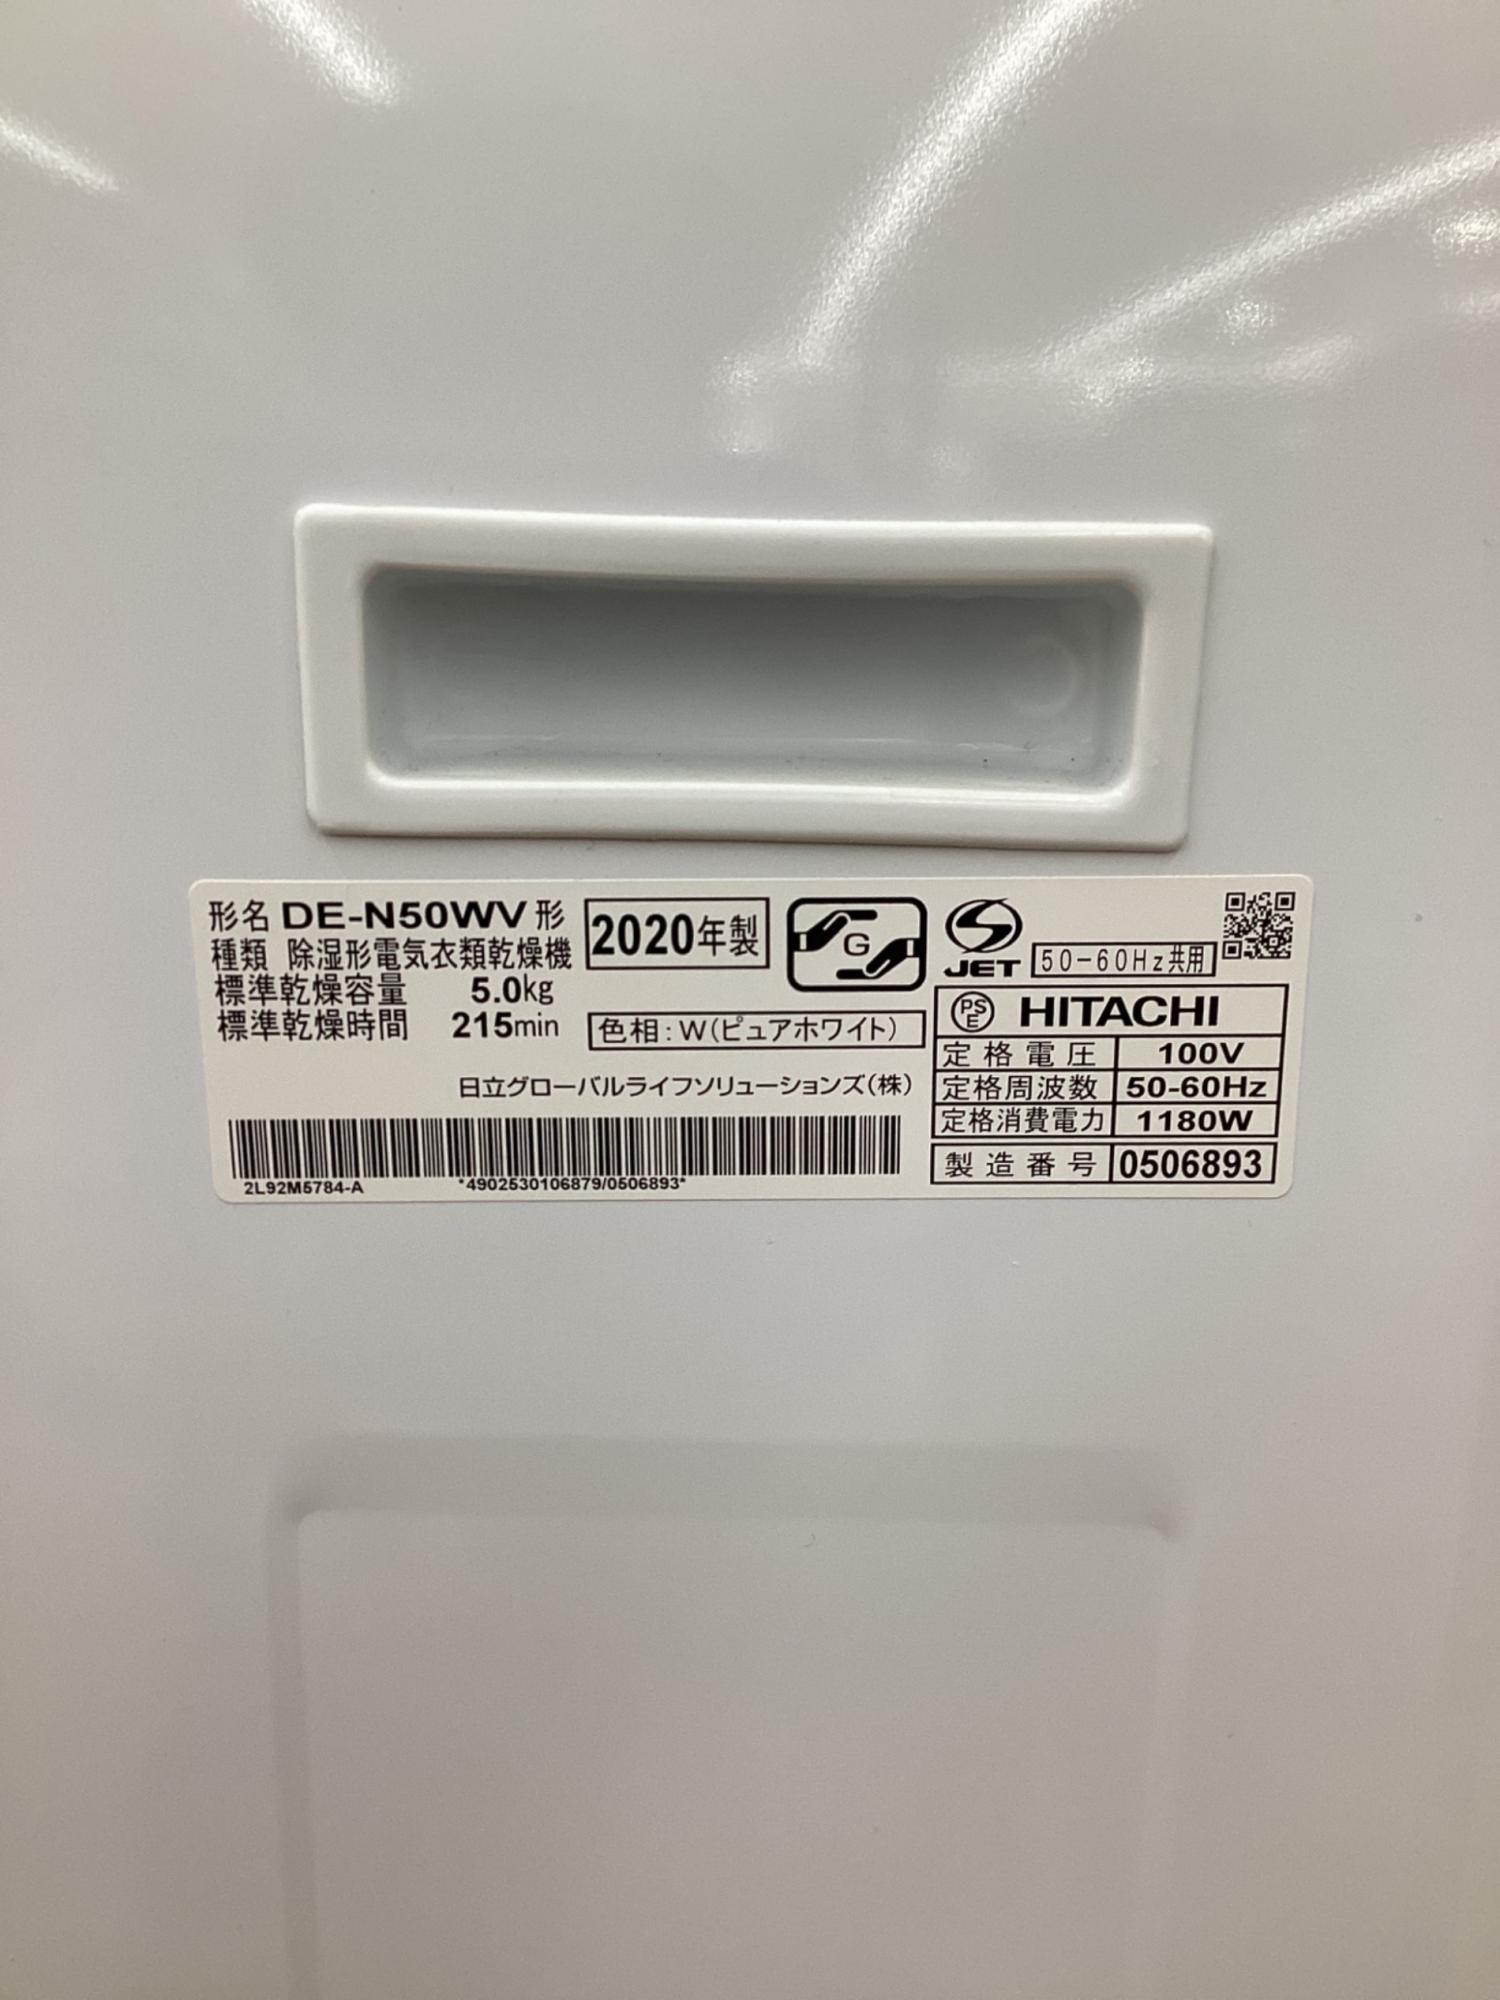 形名 DE-N50WV 形
種類 除湿形電気衣類乾燥機
標準乾燥容量 5.0kg
標準乾燥時間 215min
2020年製
G
JET
50-60Hz共用
色相:W(ピュアホワイト)
日立グローバルライフソリューションズ(株)
PS
E
HITACHI
定格電圧 100V
定格周波数 50-60Hz
定格消費電力 1180W
製造番号 0506893
2L92M5784-A
*4902530106879/0506893*